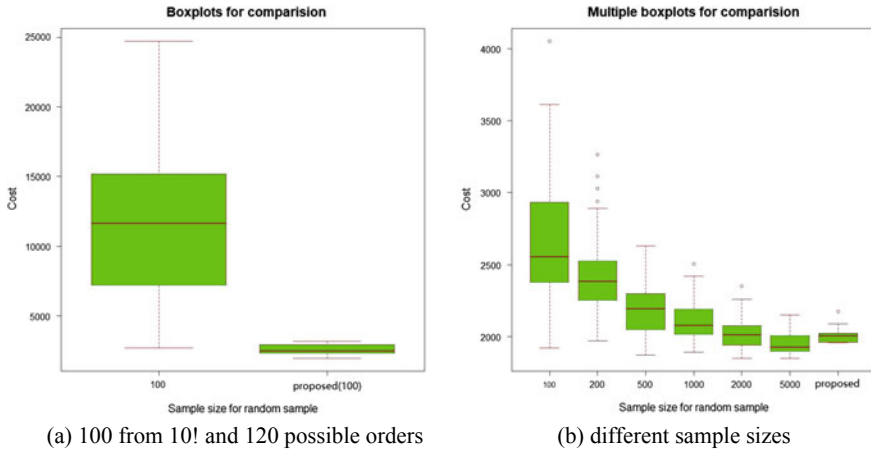 Boxplots for comparision
25000
20000
15000
10000
5000
Cost
100
proposed(100)
Sample size for random sample
(a) 100 from 10! and 120 possible orders
Multiple boxplots for comparision
4000
3500
3000
2500
2000
Cost
100 200 500 1000 2000 5000 proposed
Sample size for random sample
(b) different sample sizes